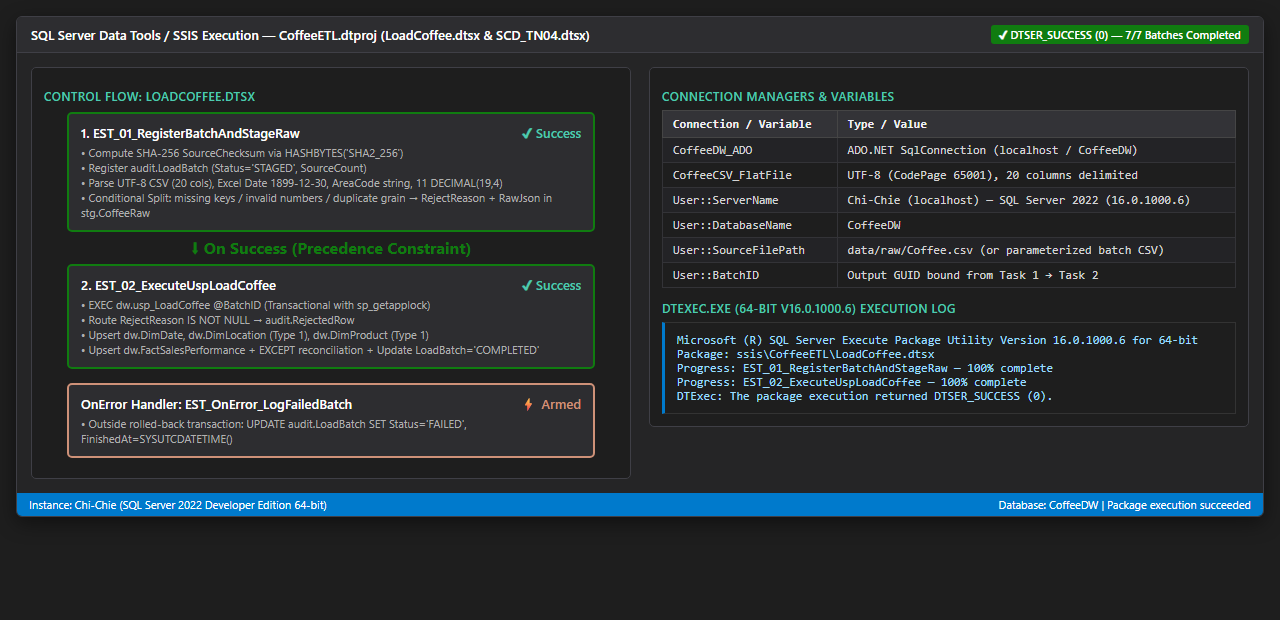 SQL Server Data Tools / SSIS Execution — CoffeeETL.dtproj (LoadCoffee.dtsx & SCD_TN04.dtsx)
✔ DTSER_SUCCESS (0) — 7/7 Batches Completed
CONTROL FLOW: LOADCOFFEE.DTSX
1. EST_01_RegisterBatchAndStageRaw
✔ Success
• Compute SHA-256 SourceChecksum via HASHBYTES('SHA2_256')
• Register audit.LoadBatch (Status='STAGED', SourceCount)
• Parse UTF-8 CSV (20 cols), Excel Date 1899-12-30, AreaCode string, 11 DECIMAL(19,4)
• Conditional Split: missing keys / invalid numbers / duplicate grain → RejectReason + RawJson in
stg.CoffeeRaw
⬇ On Success (Precedence Constraint)
2. EST_02_ExecuteUspLoadCoffee
✔ Success
• EXEC dw.usp_LoadCoffee @BatchID (Transactional with sp_getapplock)
• Route RejectReason IS NOT NULL → audit.RejectedRow
• Upsert dw.DimDate, dw.DimLocation (Type 1), dw.DimProduct (Type 1)
• Upsert dw.FactSalesPerformance + EXCEPT reconciliation + Update LoadBatch='COMPLETED'
OnError Handler: EST_OnError_LogFailedBatch
⚡ Armed
• Outside rolled-back transaction: UPDATE audit.LoadBatch SET Status='FAILED',
FinishedAt=SYSUTCDATETIME()
CONNECTION MANAGERS & VARIABLES
Connection / Variable
Type / Value
CoffeeDW_ADO
ADO.NET SqlConnection (localhost / CoffeeDW)
CoffeeCSV_FlatFile
UTF-8 (CodePage 65001), 20 columns delimited
User::ServerName
Chi-Chie (localhost) — SQL Server 2022 (16.0.1000.6)
User::DatabaseName
CoffeeDW
User::SourceFilePath
data/raw/Coffee.csv (or parameterized batch CSV)
User::BatchID
Output GUID bound from Task 1 → Task 2
DTEXEC.EXE (64-BIT V16.0.1000.6) EXECUTION LOG
Microsoft (R) SQL Server Execute Package Utility Version 16.0.1000.6 for 64-bit
Package: ssis\CoffeeETL\LoadCoffee.dtsx
Progress: EST_01_RegisterBatchAndStageRaw — 100% complete
Progress: EST_02_ExecuteUspLoadCoffee — 100% complete
DTExec: The package execution returned DTSER_SUCCESS (0).
Instance: Chi-Chie (SQL Server 2022 Developer Edition 64-bit)
Database: CoffeeDW | Package execution succeeded